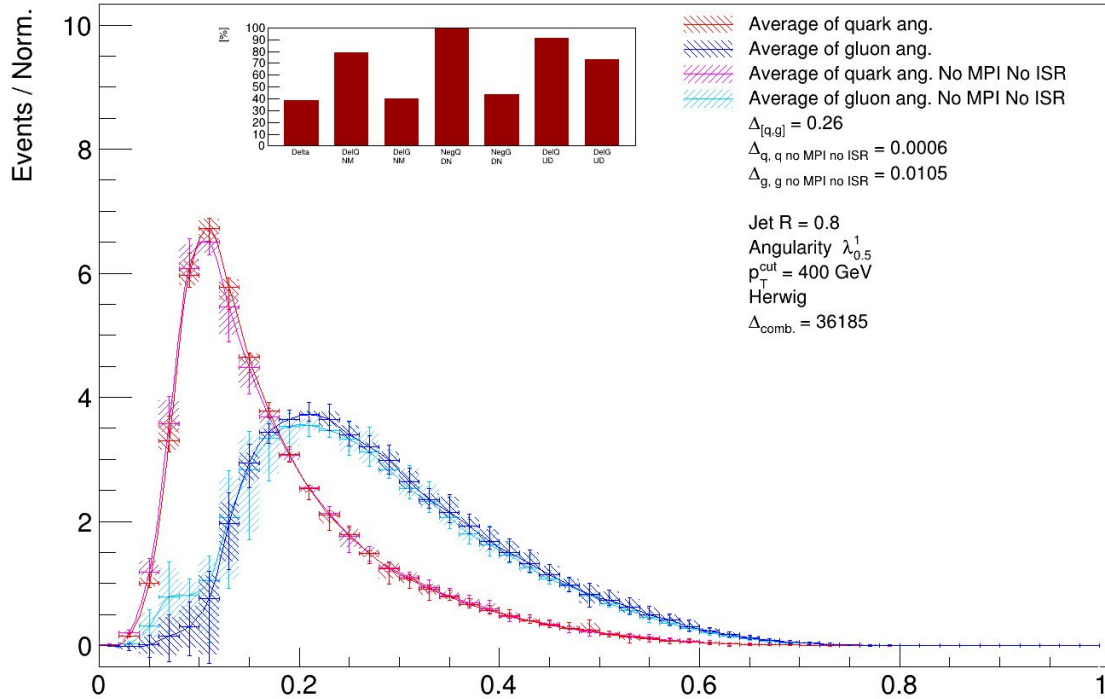 Events / Norm.
10
8
6
4
2
0
0
0.2
0.4
0.6
0.8
1
[%]
100
90
80
70
60
50
40
30
20
10
0
Delta
DelQ NM
DelG NM
NegQ DN
NegG DN
DelQ UD
DelG UD
Average of quark ang.
Average of gluon ang.
Average of quark ang. No MPI No ISR
Average of gluon ang. No MPI No ISR
Δ[q,g] = 0.26
Δq, q no MPI no ISR = 0.0006
Δg, g no MPI no ISR = 0.0105
Jet R = 0.8
Angularity λ¹0.5
pTcut = 400 GeV
Herwig
Δcomb. = 36185